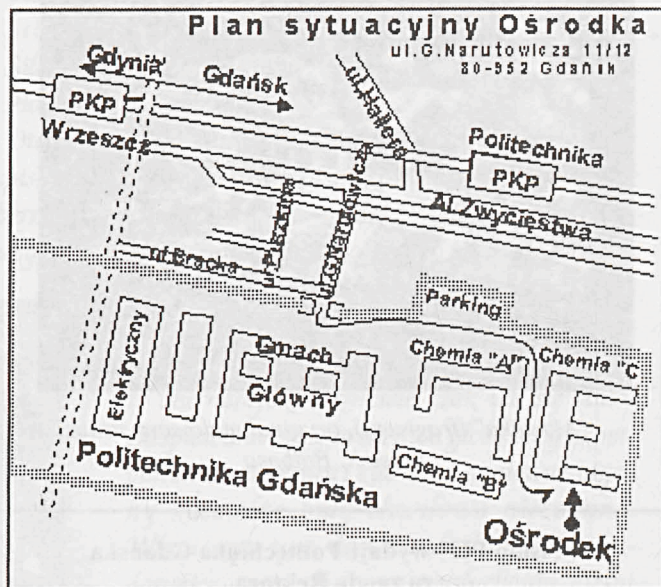 Plan sytuacyjny Ośrodka
ul.G.Narutowicza 11/12
80-952 Gdańsk
Gdynia
Gdańsk
ul.Hallera
PKP
Wrzeszcz
Politechnika
PKP
Al.Zwycięstwa
ul.G.Narutowicza
ul.Bracka
Parking
Elektryczny
Gmach
Główny
Chemia "A"
Chemia "C
Chemia "B"
Politechnika Gdańska
Ośrodek